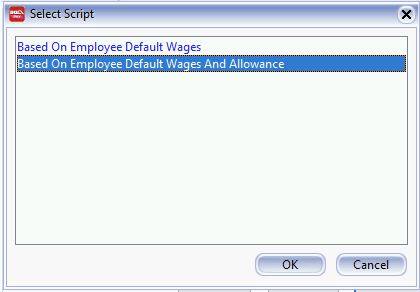 Select Script
Based On Employee Default Wages
Based On Employee Default Wages And Allowance
OK
Cancel